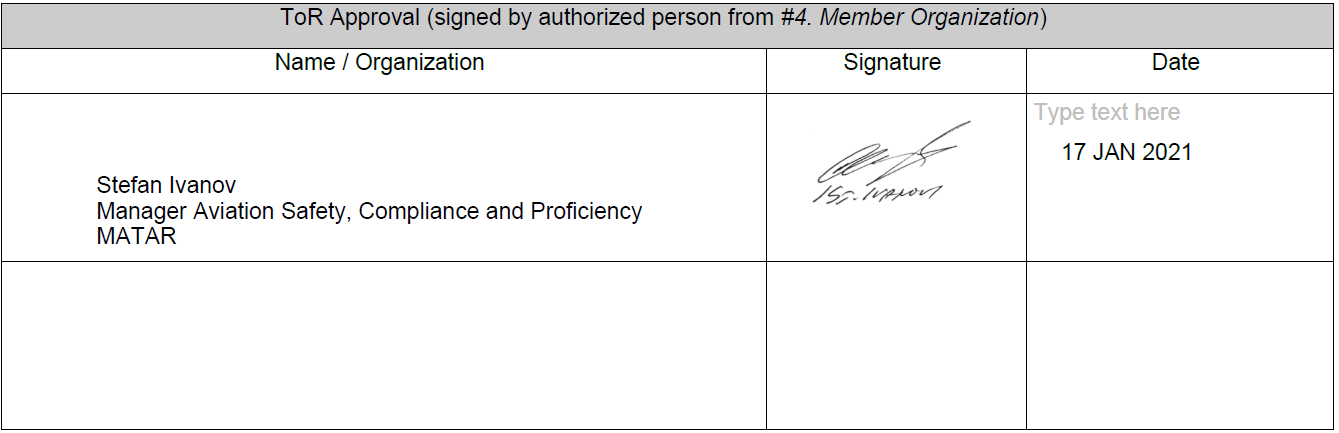 ToR Approval (signed by authorized person from #4. Member Organization)
Name / Organization
Signature
Date
Type text here
17 JAN 2021
Stefan Ivanov
Manager Aviation Safety, Compliance and Proficiency
MATAR
IVANOV